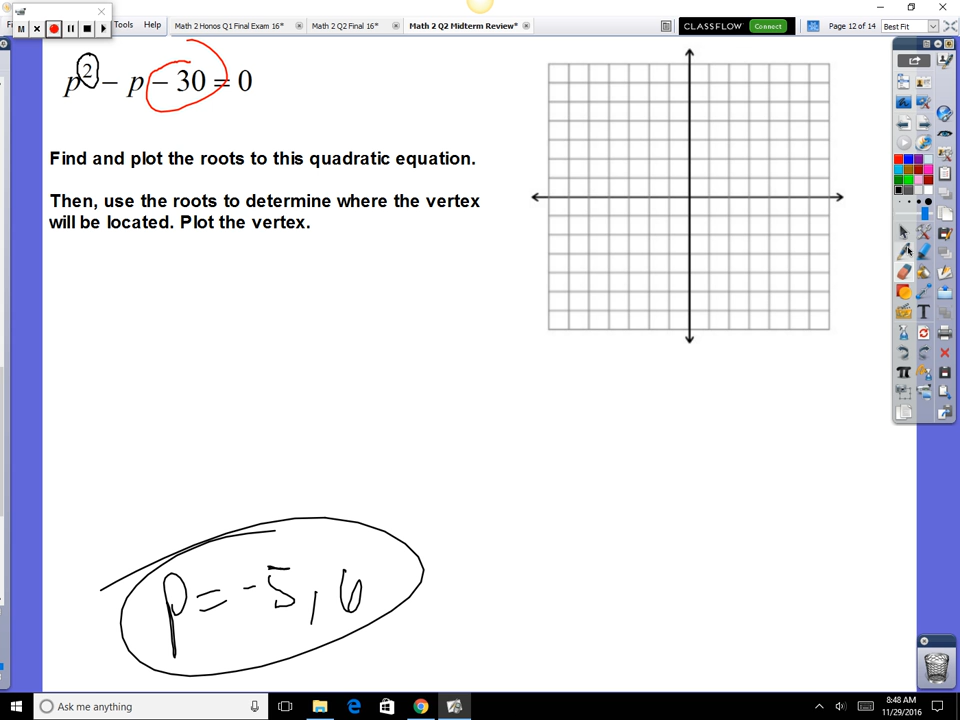 M
Tools
Math 2 Honos Q1 Final Exam 16*
Math 2 Q2 Final 16*
Math 2 Q2 Midterm Review*
CLASSFLOW
Connect
Page 12 of 14
Best Fit
p² − p − 30 = 0
Find and plot the roots to this quadratic equation.
Then, use the roots to determine where the vertex
will be located. Plot the vertex.
p = -5, 6
Ask me anything
8:48 AM
11/29/2016